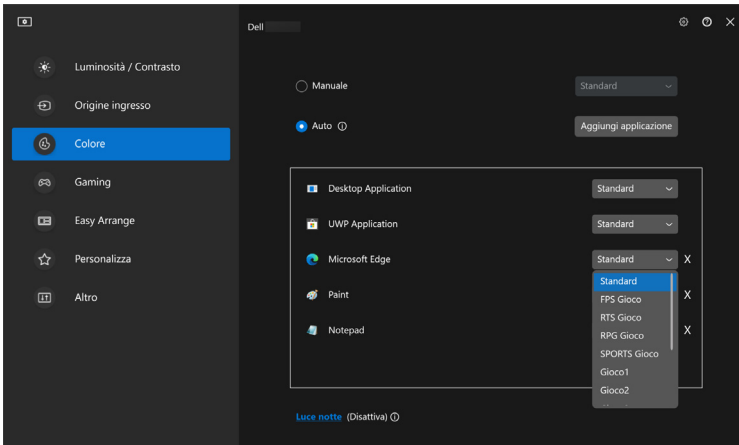 Dell
Luminosità / Contrasto
Origine ingresso
Colore
Gaming
Easy Arrange
Personalizza
Altro
Manuale
Standard
Auto
Aggiungi applicazione
Desktop Application
Standard
UWP Application
Standard
Microsoft Edge
Standard
X
Paint
X
Notepad
X
Standard
FPS Gioco
RTS Gioco
RPG Gioco
SPORTS Gioco
Gioco1
Gioco2
Luce notte (Disattiva)